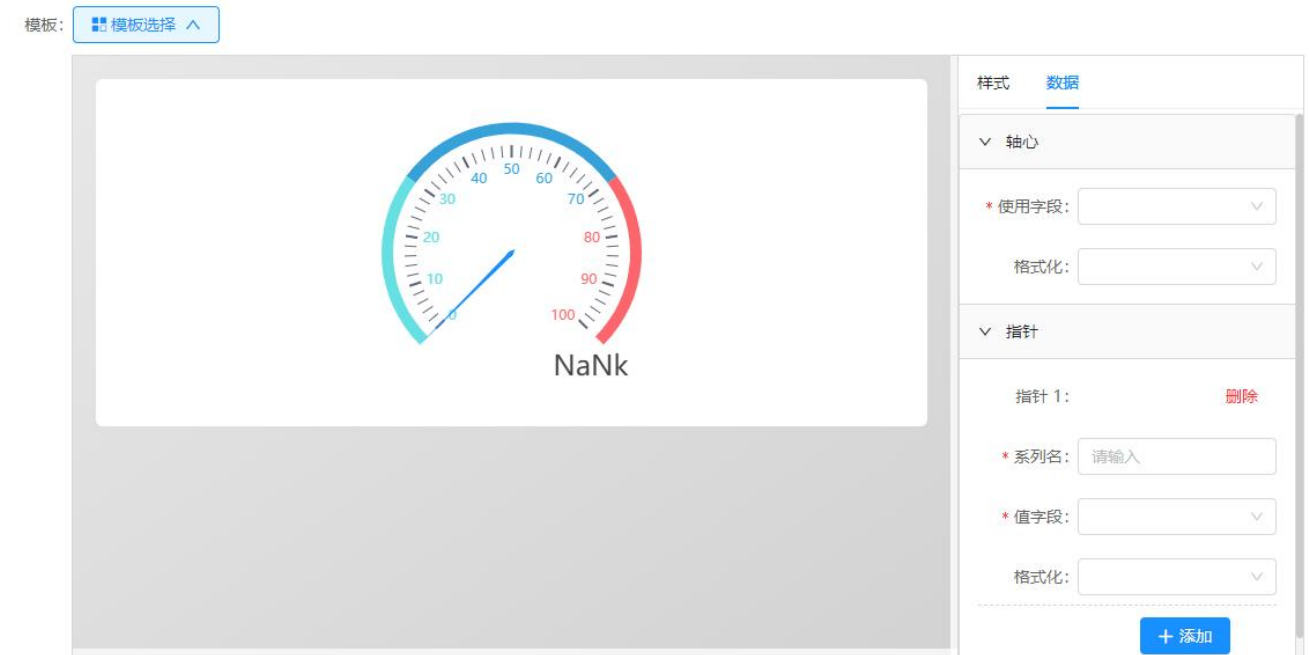 模板： 模板选择
样式 数据
轴心
* 使用字段：
格式化：
指针
指针 1： 删除
* 系列名： 请输入
* 值字段：
格式化：
+ 添加
0
10
20
30
40
50
60
70
80
90
100
NaNk